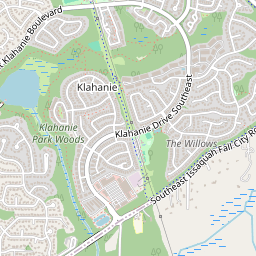 Klahanie Boulevard
Klahanie
Klahanie Drive Southeast
Klahanie
Park Woods
The Willows
Southeast Issaquah Fall City Ro